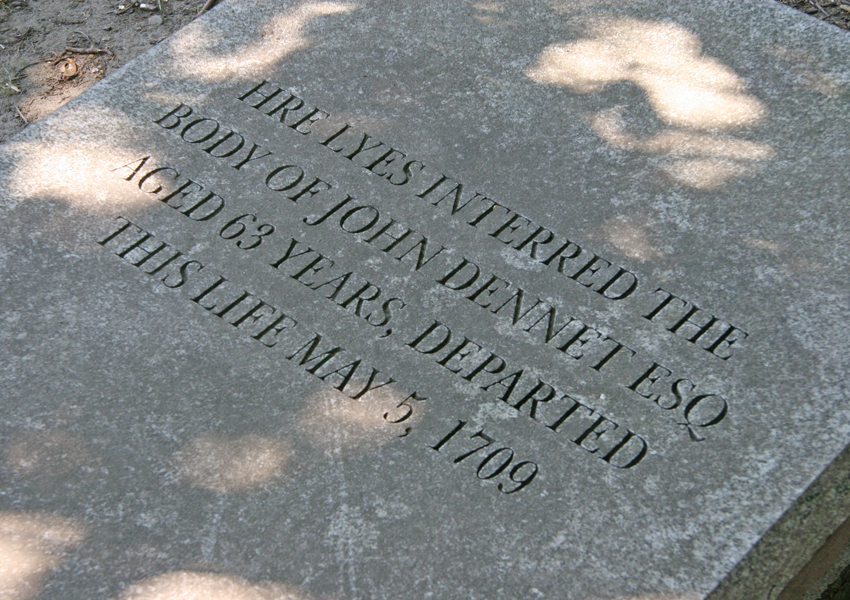 HRE LYES INTERRED THE
BODY OF JOHN DENNET ESQ
AGED 63 YEARS, DEPARTED
THIS LIFE MAY 5, 1709